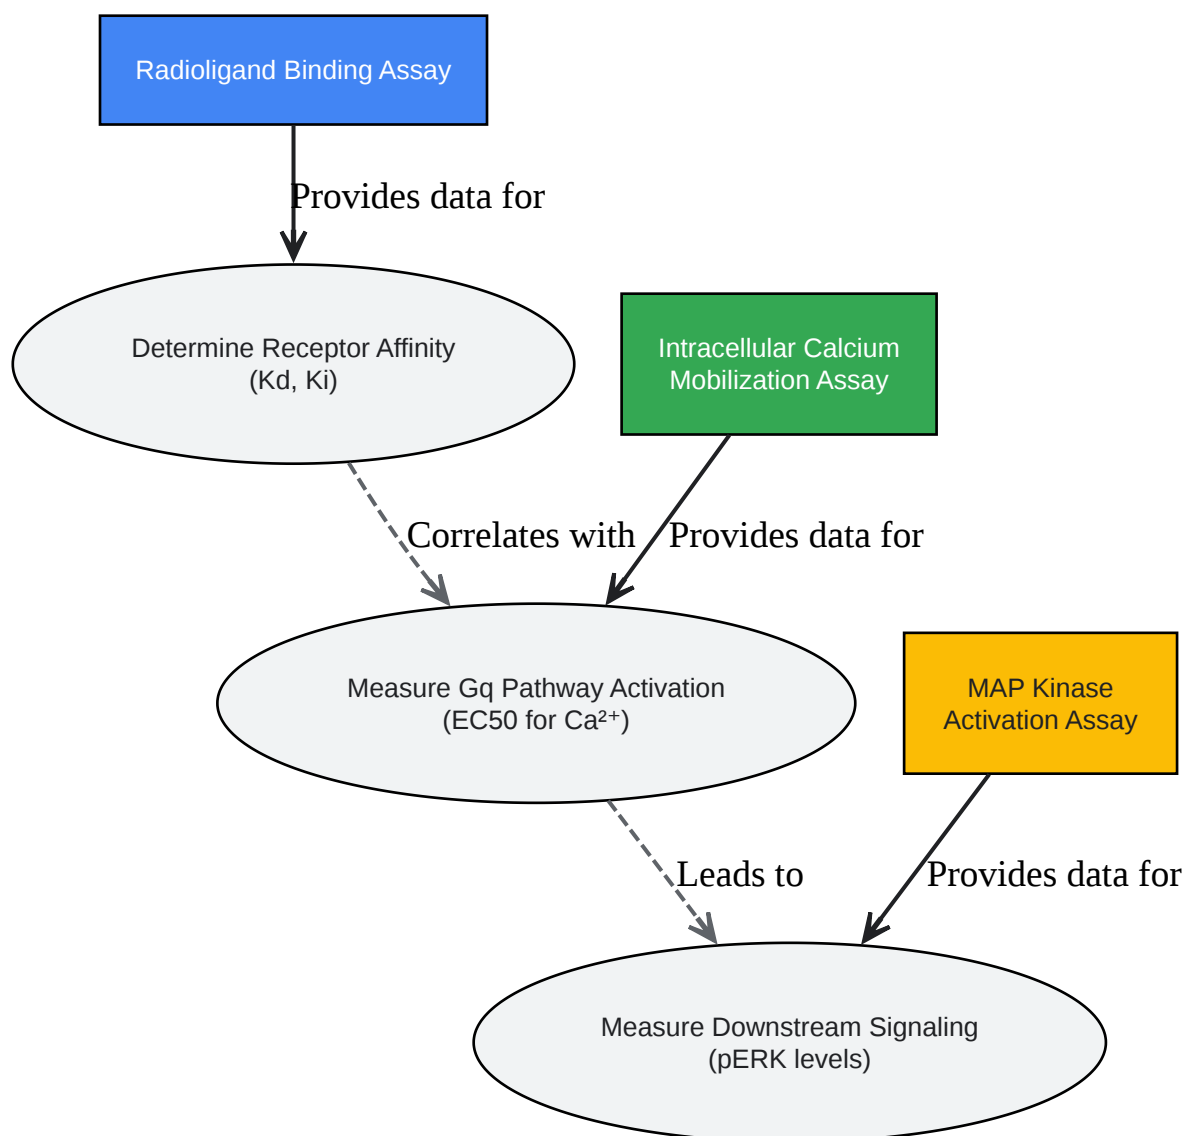 Radioligand Binding Assay
Provides data for
Determine Receptor Affinity
(Kd, Ki)
Intracellular Calcium
Mobilization Assay
Correlates with
Provides data for
Measure Gq Pathway Activation
(EC50 for Ca²⁺)
MAP Kinase
Activation Assay
Leads to
Provides data for
Measure Downstream Signaling
(pERK levels)